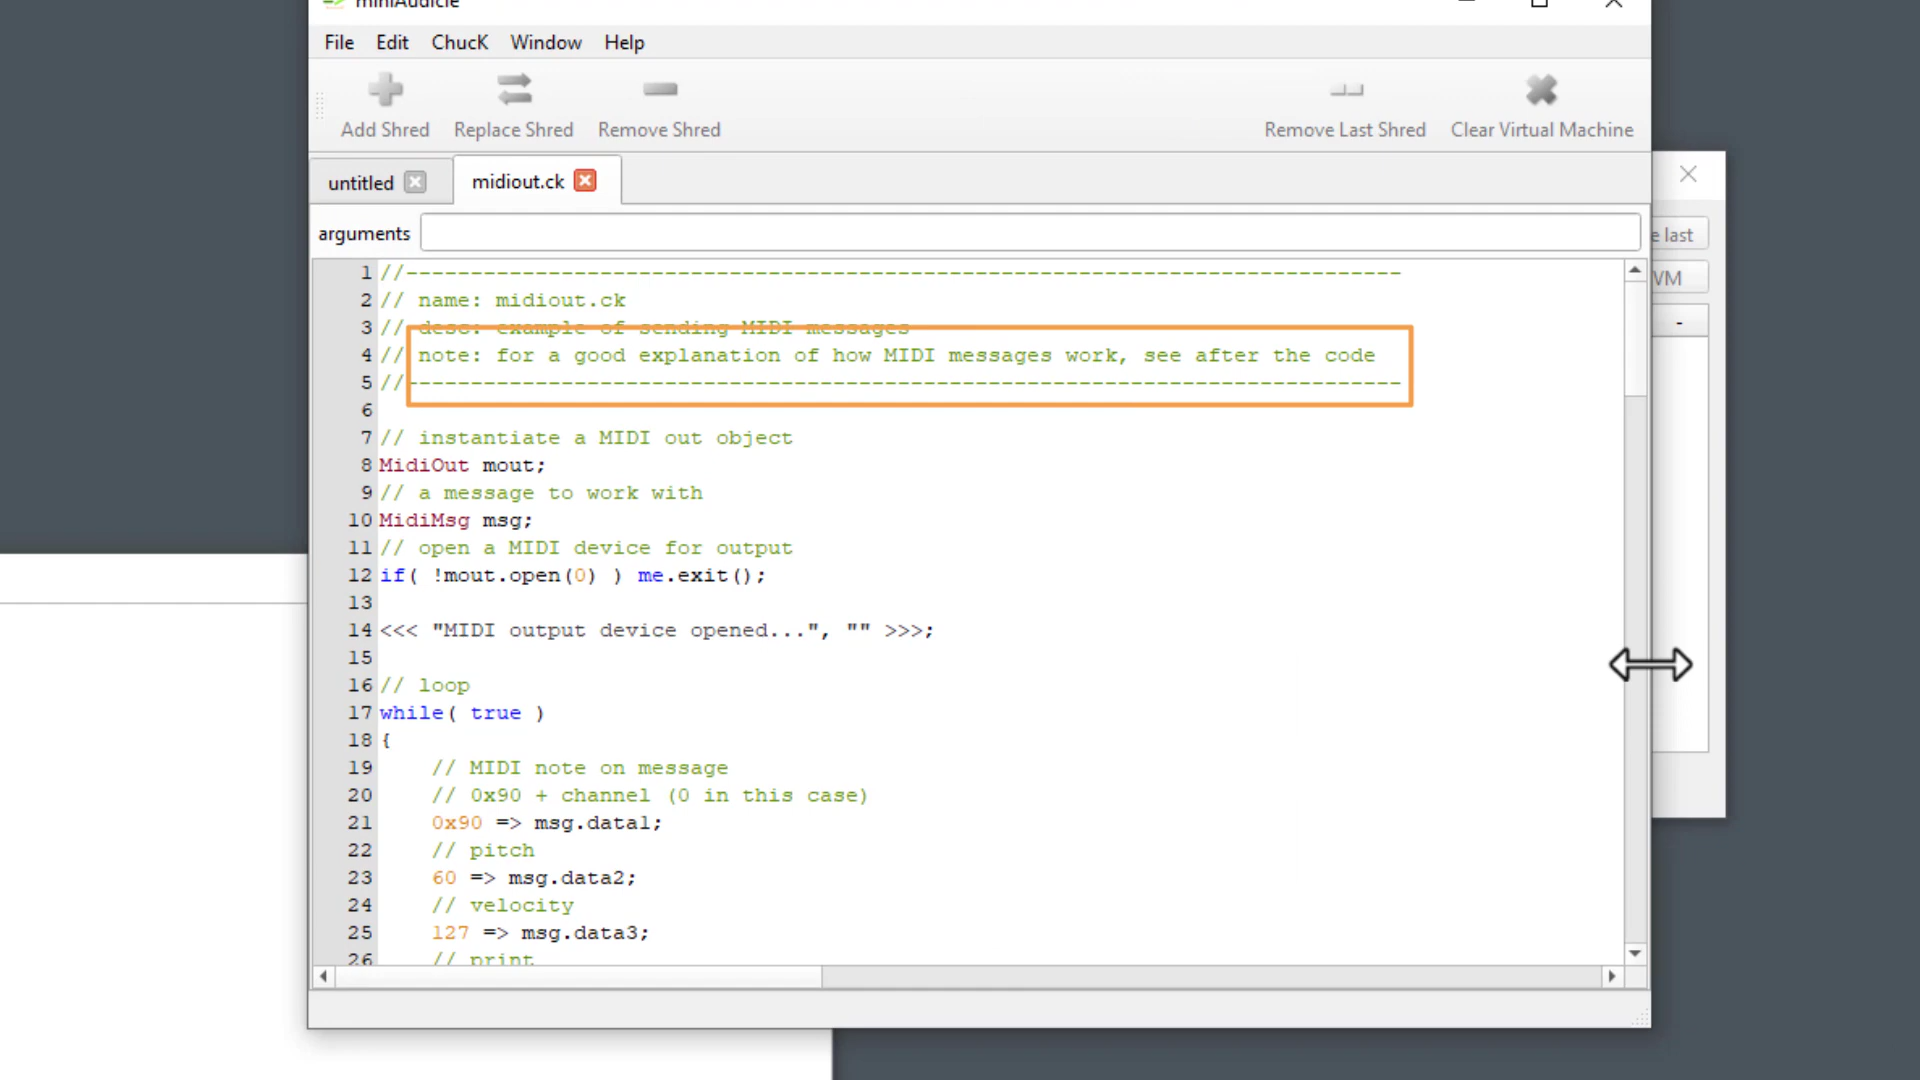 miniAudicle
File Edit ChucK Window Help
Add Shred Replace Shred Remove Shred Remove Last Shred Clear Virtual Machine
untitled midiout.ck
arguments
e last
VM
-
1 //-----------------------------------------------------------------------------
2 // name: midiout.ck
3 // desc: example of sending MIDI messages
4 // note: for a good explanation of how MIDI messages work, see after the code
5 //-----------------------------------------------------------------------------
6
7 // instantiate a MIDI out object
8 MidiOut mout;
9 // a message to work with
10 MidiMsg msg;
11 // open a MIDI device for output
12 if( !mout.open(0) ) me.exit();
13
14 <<< "MIDI output device opened...", "" >>>;
15
16 // loop
17 while( true )
18 {
19 // MIDI note on message
20 // 0x90 + channel (0 in this case)
21 0x90 => msg.data1;
22 // pitch
23 60 => msg.data2;
24 // velocity
25 127 => msg.data3;
26 // print